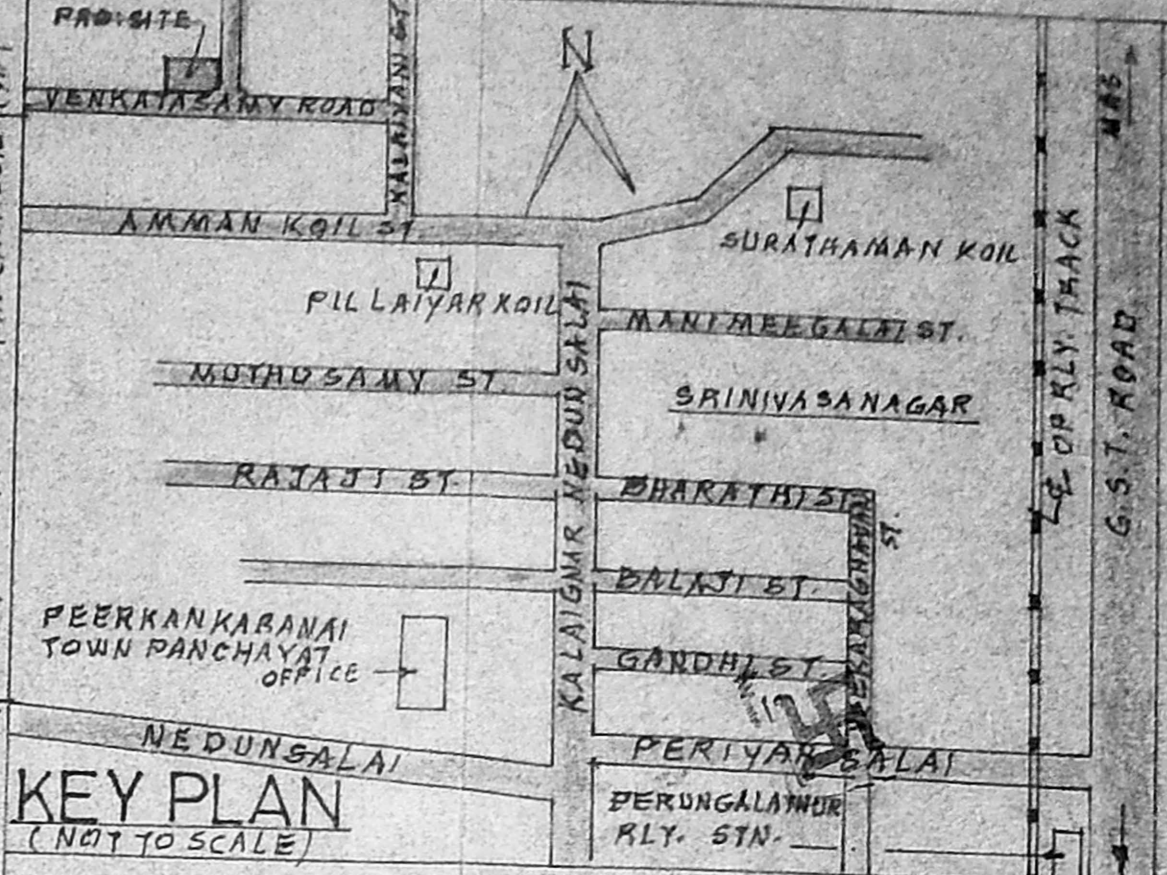 PRO:SITE
VENKATASAMY ROAD
KALAIVANI ST
N
MAS
AMMAN KOIL ST.
SURATHAMAN KOIL
PILLAIYAR KOIL
MANIMEEGALAI ST.
MUTHUSAMY ST.
SRINIVASANAGAR
RAJAJI ST.
BHARATHI ST.
KALAIGNAR NEDUNSALAI
BALAJI ST.
ST.
GANDHI ST.
℄ OF RLY. TRACK
G.S.T. ROAD
PEERKANKARANAI
TOWN PANCHAYAT
OFFICE
NEDUNSALAI
PERIYAR SALAI
KEY PLAN
(NOT TO SCALE)
PERUNGALATHUR
RLY. STN.